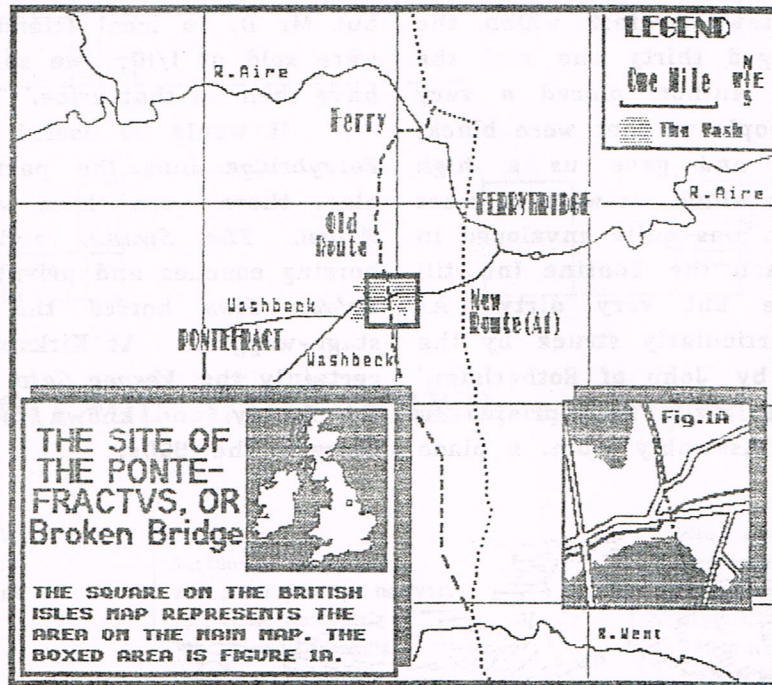 LEGEND
One Mile
N
W E
S
The Wash
R.Aire
Ferry
R.Aire
FERRYBRIDGE
Old
Route
Washbeck
New
Route(A1)
PONTEFRACT
Washbeck
Fig.1A
THE SITE OF
THE PONTE-
FRACTVS, OR
Broken Bridge
THE SQUARE ON THE BRITISH
ISLES MAP REPRESENTS THE
AREA ON THE MAIN MAP. THE
BOXED AREA IS FIGURE 1A.
R.Went